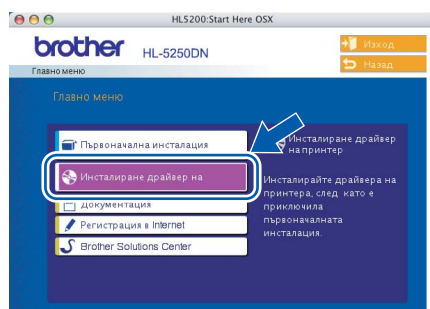 HL5200:Start Here OSX
brother
HL-5250DN
Изход
Назад
Главно меню
Главно меню
Първоначална инсталация
Инсталиране драйвер на
Документация
Регистрация в Internet
Brother Solutions Center
Инсталиране драйвер
на принтер
Инсталирайте драйвера на
принтера, след като е
приключила
първоначалната
инсталация.